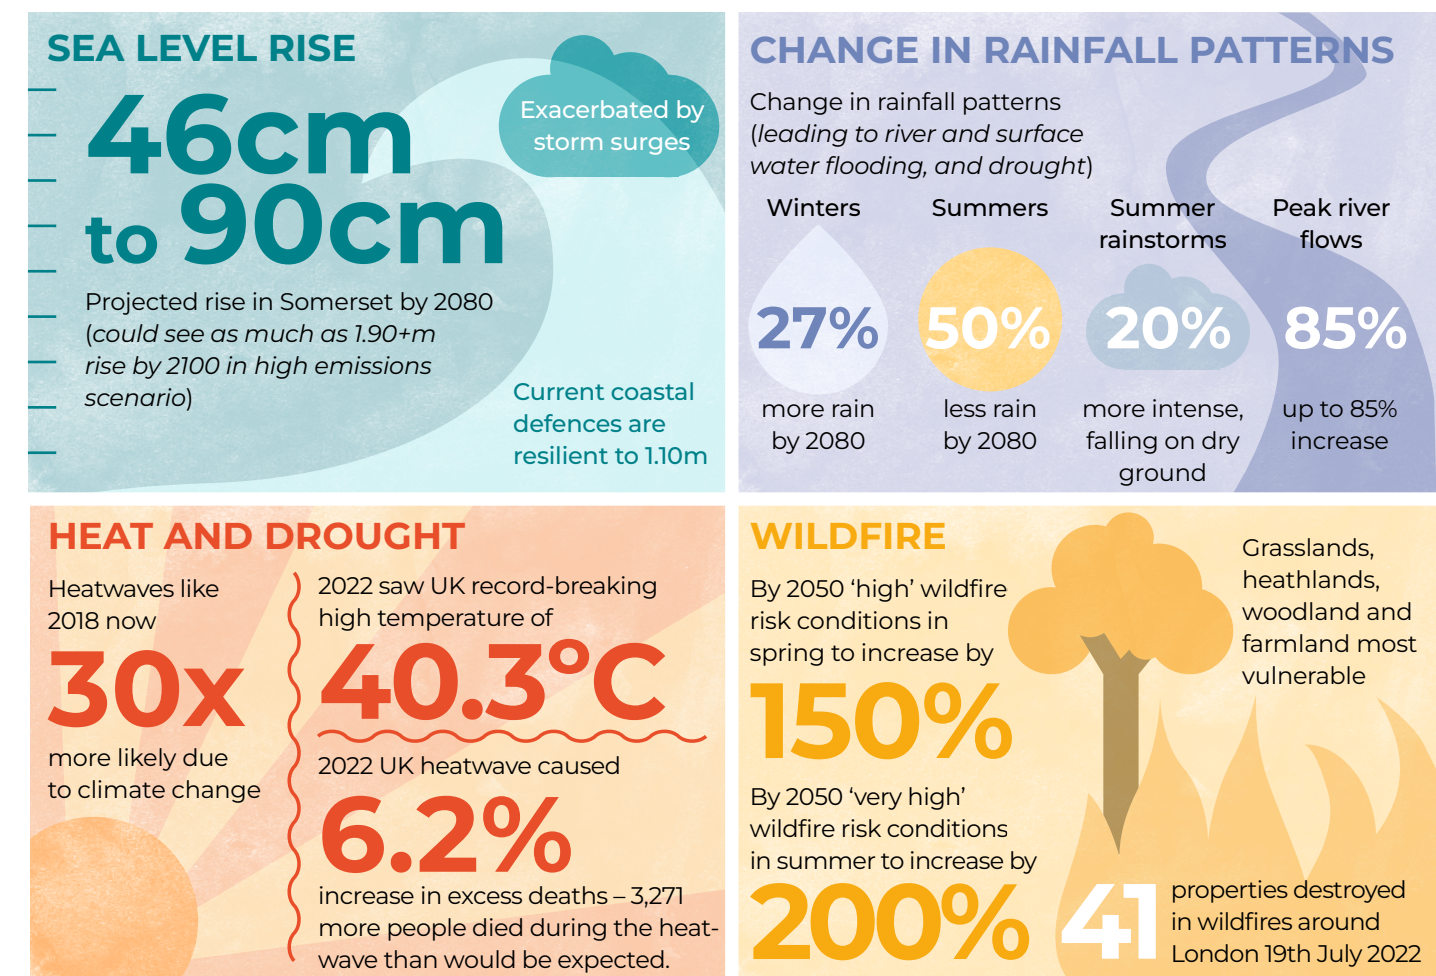 SEA LEVEL RISE
46cm
to 90cm
Exacerbated by
storm surges
Projected rise in Somerset by 2080
(could see as much as 1.90+m
rise by 2100 in high emissions
scenario)
Current coastal
defences are
resilient to 1.10m
CHANGE IN RAINFALL PATTERNS
Change in rainfall patterns
(leading to river and surface
water flooding, and drought)
Winters
27%
more rain
by 2080
Summers
50%
less rain
by 2080
Summer
rainstorms
20%
more intense,
falling on dry
ground
Peak river
flows
85%
up to 85%
increase
HEAT AND DROUGHT
Heatwaves like
2018 now
30x
more likely due
to climate change
2022 saw UK record-breaking
high temperature of
40.3°C
2022 UK heatwave caused
6.2%
increase in excess deaths – 3,271
more people died during the heat-
wave than would be expected.
WILDFIRE
By 2050 ‘high’ wildfire
risk conditions in
spring to increase by
150%
By 2050 ‘very high’
wildfire risk conditions
in summer to increase by
200%
Grasslands,
heathlands,
woodland and
farmland most
vulnerable
41
properties destroyed
in wildfires around
London 19th July 2022